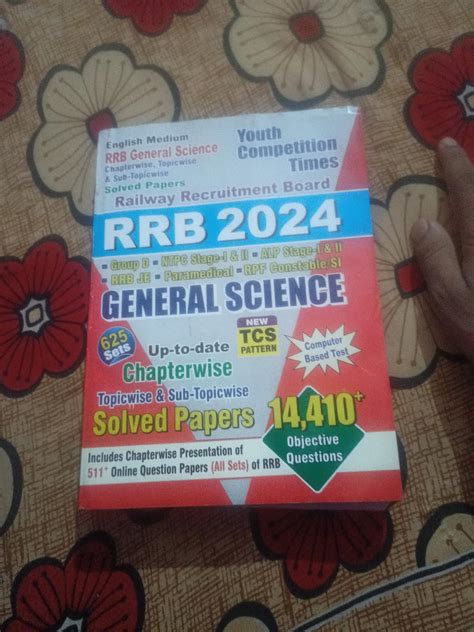 English Medium
RRB General Science
Chapterwise, Topicwise
& Sub-Topicwise
Solved Papers
Youth
Competition
Times
Railway Recruitment Board
RRB 2024
• Group D • NTPC Stage-I & II • ALP Stage-I & II
• RRB JE • Paramedical • RPF Constable/SI
GENERAL SCIENCE
625
Sets
Up-to-date
Chapterwise
NEW
TCS
PATTERN
Computer
Based Test
Topicwise & Sub-Topicwise
Solved Papers
14,410+
Objective
Questions
Includes Chapterwise Presentation of
511+ Online Question Papers (All Sets) of RRB